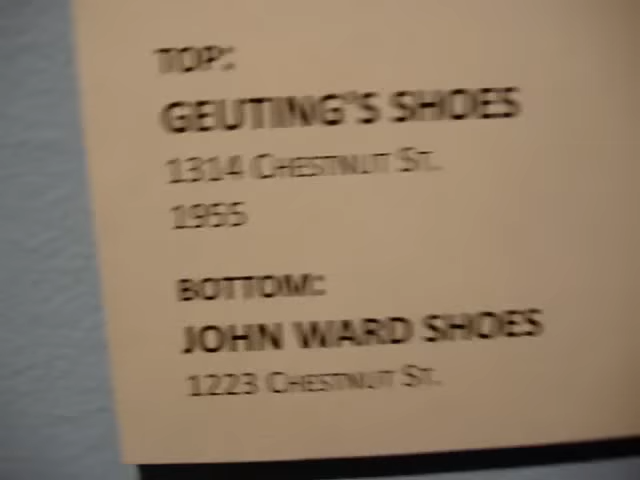 TOP:
GEUTING'S SHOES
1314 CHESTNUT ST.
1955
BOTTOM:
JOHN WARD SHOES
1223 CHESTNUT ST.